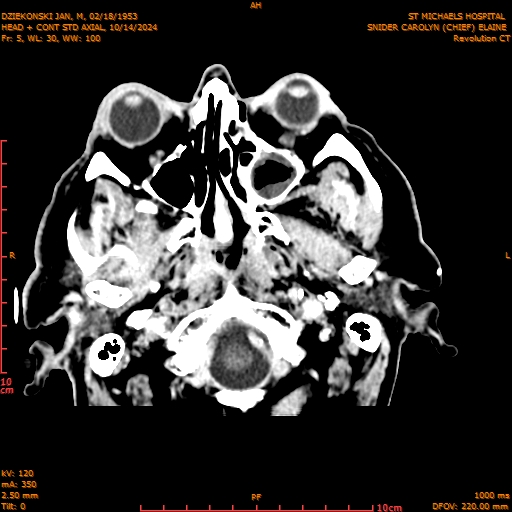 AH
DZIEKONSKI JAN, M, 02/18/1953
HEAD + CONT STD AXIAL, 10/14/2024
Fr: 5, WL: 30, WW: 100
ST MICHAELS HOSPITAL
SNIDER CAROLYN (CHIEF) ELAINE
Revolution CT
R
L
10
cm
kV: 120
mA: 350
2.50 mm
Tilt: 0
PF
10cm
1000 ms
DFOV: 220.00 mm